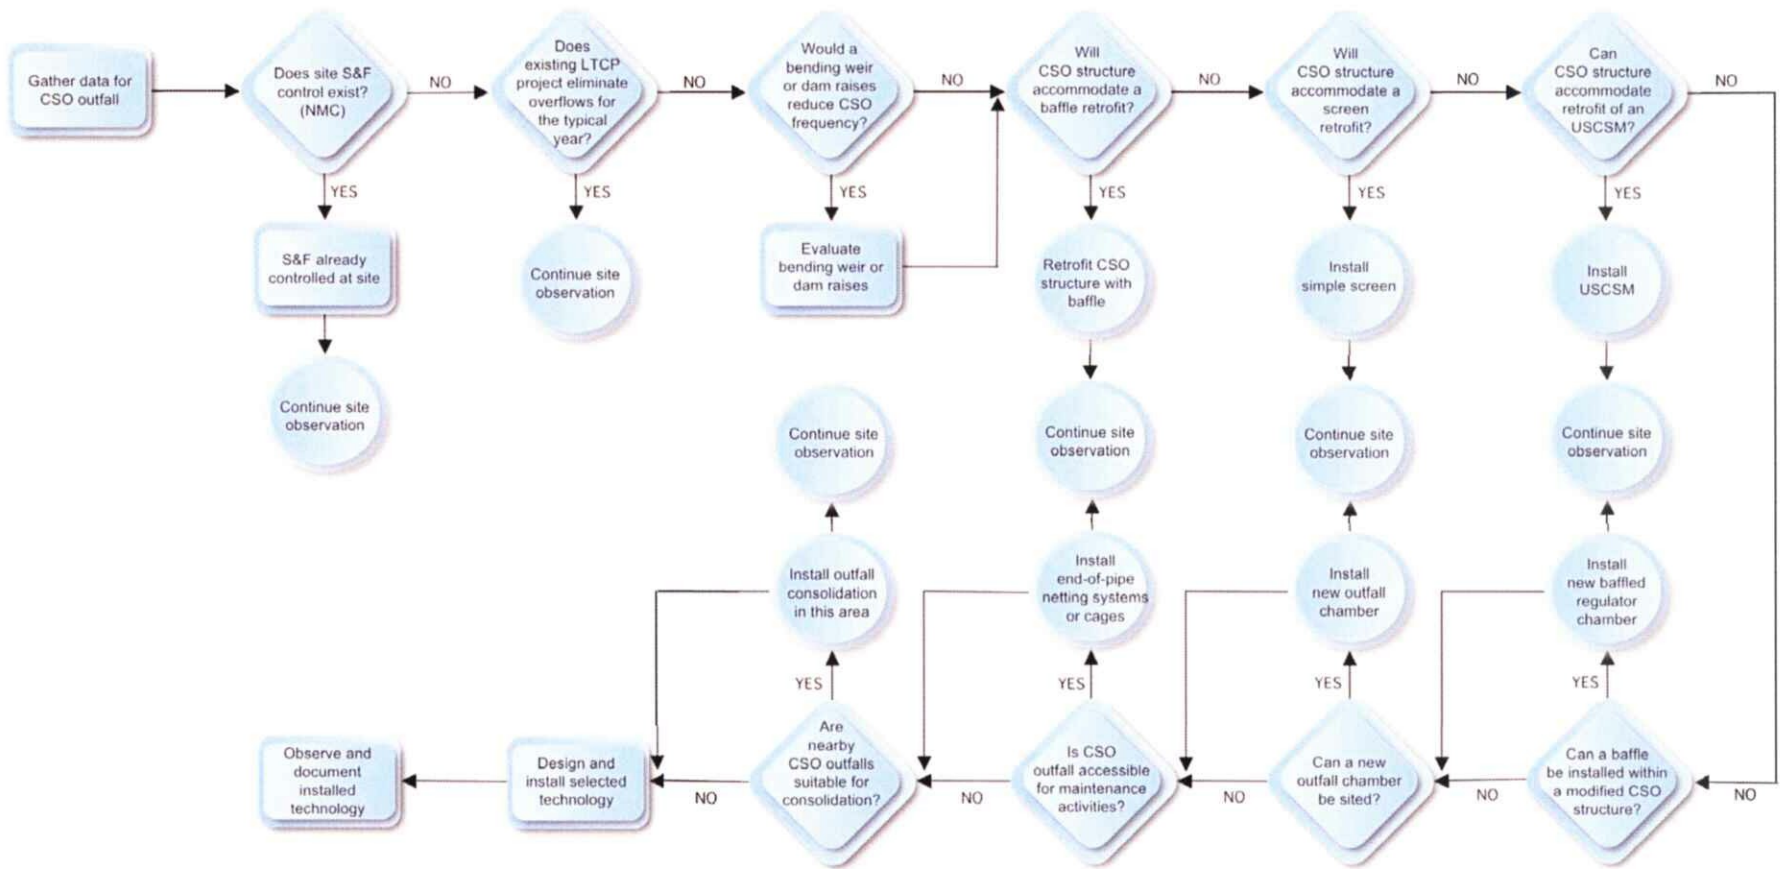 Gather data for
CSO outfall
Does site S&F
control exist?
(NMC)
NO
Does
existing LTCP
project eliminate
overflows for
the typical
year?
NO
Would a
bending weir
or dam raises
reduce CSO
frequency?
NO
Will
CSO structure
accommodate a
baffle retrofit?
NO
Will
CSO structure
accommodate a
screen
retrofit?
NO
Can
CSO structure
accommodate
retrofit of an
USCSM?
NO
YES
YES
YES
YES
YES
YES
S&F already
controlled at site
Continue site
observation
Evaluate
bending weir or
dam raises
Retrofit CSO
structure with
baffle
Install
simple screen
Install
USCSM
Continue site
observation
Continue site
observation
Continue site
observation
Continue site
observation
Continue site
observation
Install outfall
consolidation
in this area
Install
end-of-pipe
netting systems
or cages
Install
new outfall
chamber
Install
new baffled
regulator
chamber
YES
YES
YES
YES
Observe and
document
installed
technology
Design and
install selected
technology
NO
Are
nearby
CSO outfalls
suitable for
consolidation?
NO
Is CSO
outfall accessible
for maintenance
activities?
NO
Can a new
outfall chamber
be sited?
NO
Can a baffle
be installed within
a modified CSO
structure?
NO